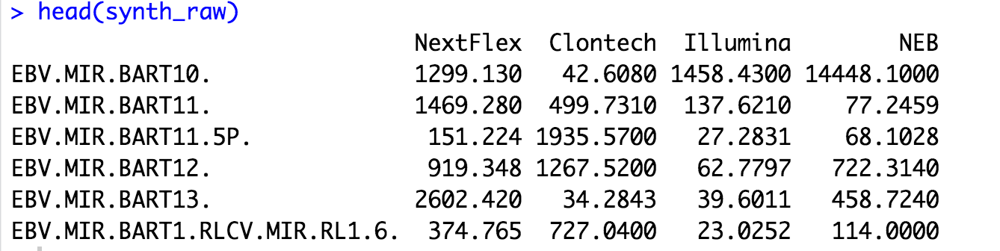 > head(synth_raw)
NextFlex Clontech Illumina NEB
EBV.MIR.BART10. 1299.130 42.6080 1458.4300 14448.1000
EBV.MIR.BART11. 1469.280 499.7310 137.6210 77.2459
EBV.MIR.BART11.5P. 151.224 1935.5700 27.2831 68.1028
EBV.MIR.BART12. 919.348 1267.5200 62.7797 722.3140
EBV.MIR.BART13. 2602.420 34.2843 39.6011 458.7240
EBV.MIR.BART1.RLCV.MIR.RL1.6. 374.765 727.0400 23.0252 114.0000